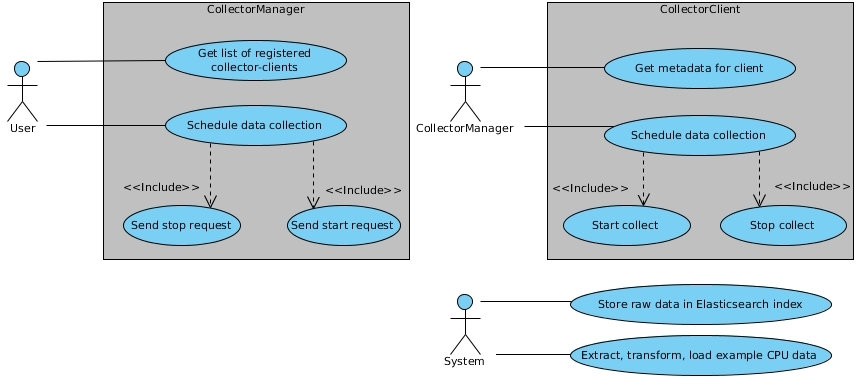 CollectorManager
Get list of registered
collector-clients
User
Schedule data collection
<<Include>>
<<Include>>
Send stop request
Send start request
CollectorClient
Get metadata for client
CollectorManager
Schedule data collection
<<Include>>
<<Include>>
Start collect
Stop collect
Store raw data in Elasticsearch index
System
Extract, transform, load example CPU data